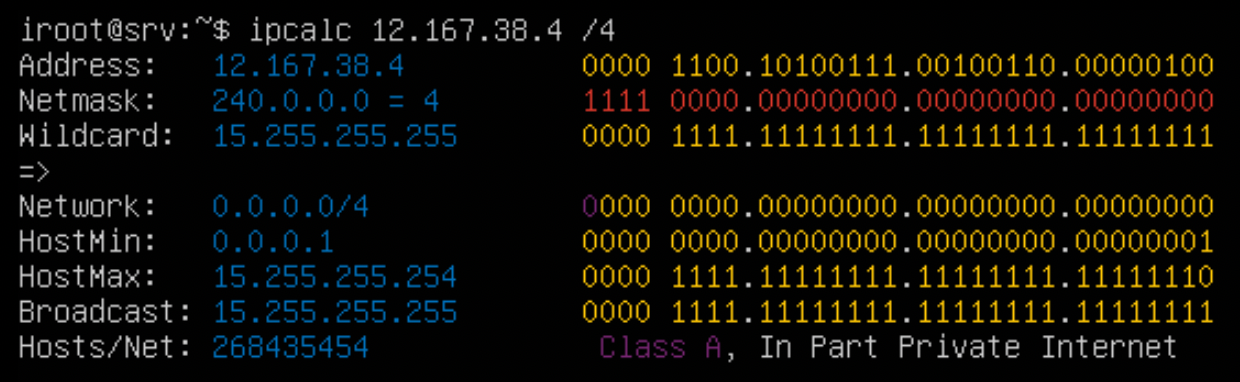 iroot@srv:~$ ipcalc 12.167.38.4 /4
Address: 12.167.38.4 0000 1100.10100111.00100110.00000100
Netmask: 240.0.0.0 = 4 1111 0000.00000000.00000000.00000000
Wildcard: 15.255.255.255 0000 1111.11111111.11111111.11111111
=>
Network: 0.0.0.0/4 0000 0000.00000000.00000000.00000000
HostMin: 0.0.0.1 0000 0000.00000000.00000000.00000001
HostMax: 15.255.255.254 0000 1111.11111111.11111111.11111110
Broadcast: 15.255.255.255 0000 1111.11111111.11111111.11111111
Hosts/Net: 268435454 Class A, In Part Private Internet